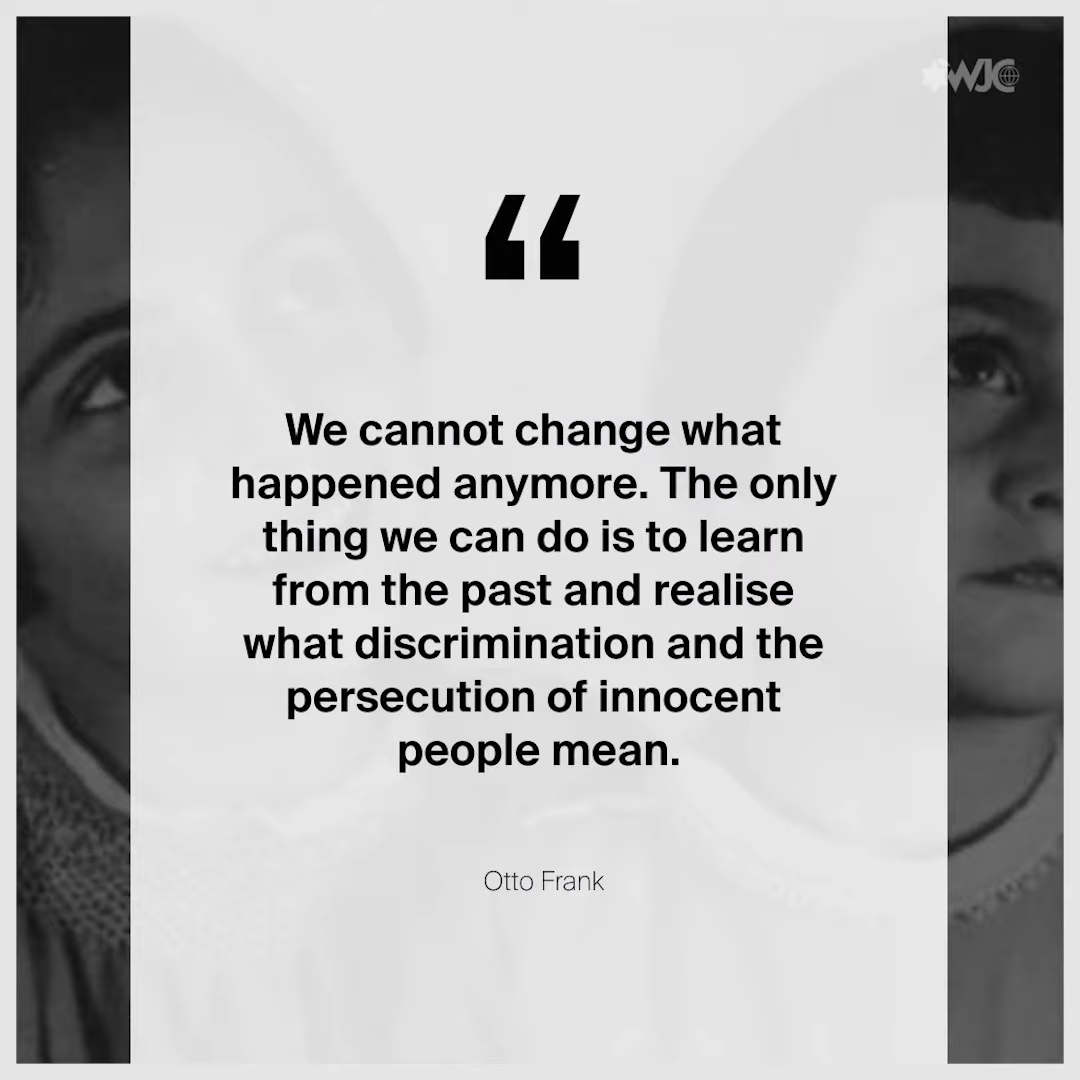 WJC
“
We cannot change what
happened anymore. The only
thing we can do is to learn
from the past and realise
what discrimination and the
persecution of innocent
people mean.
Otto Frank